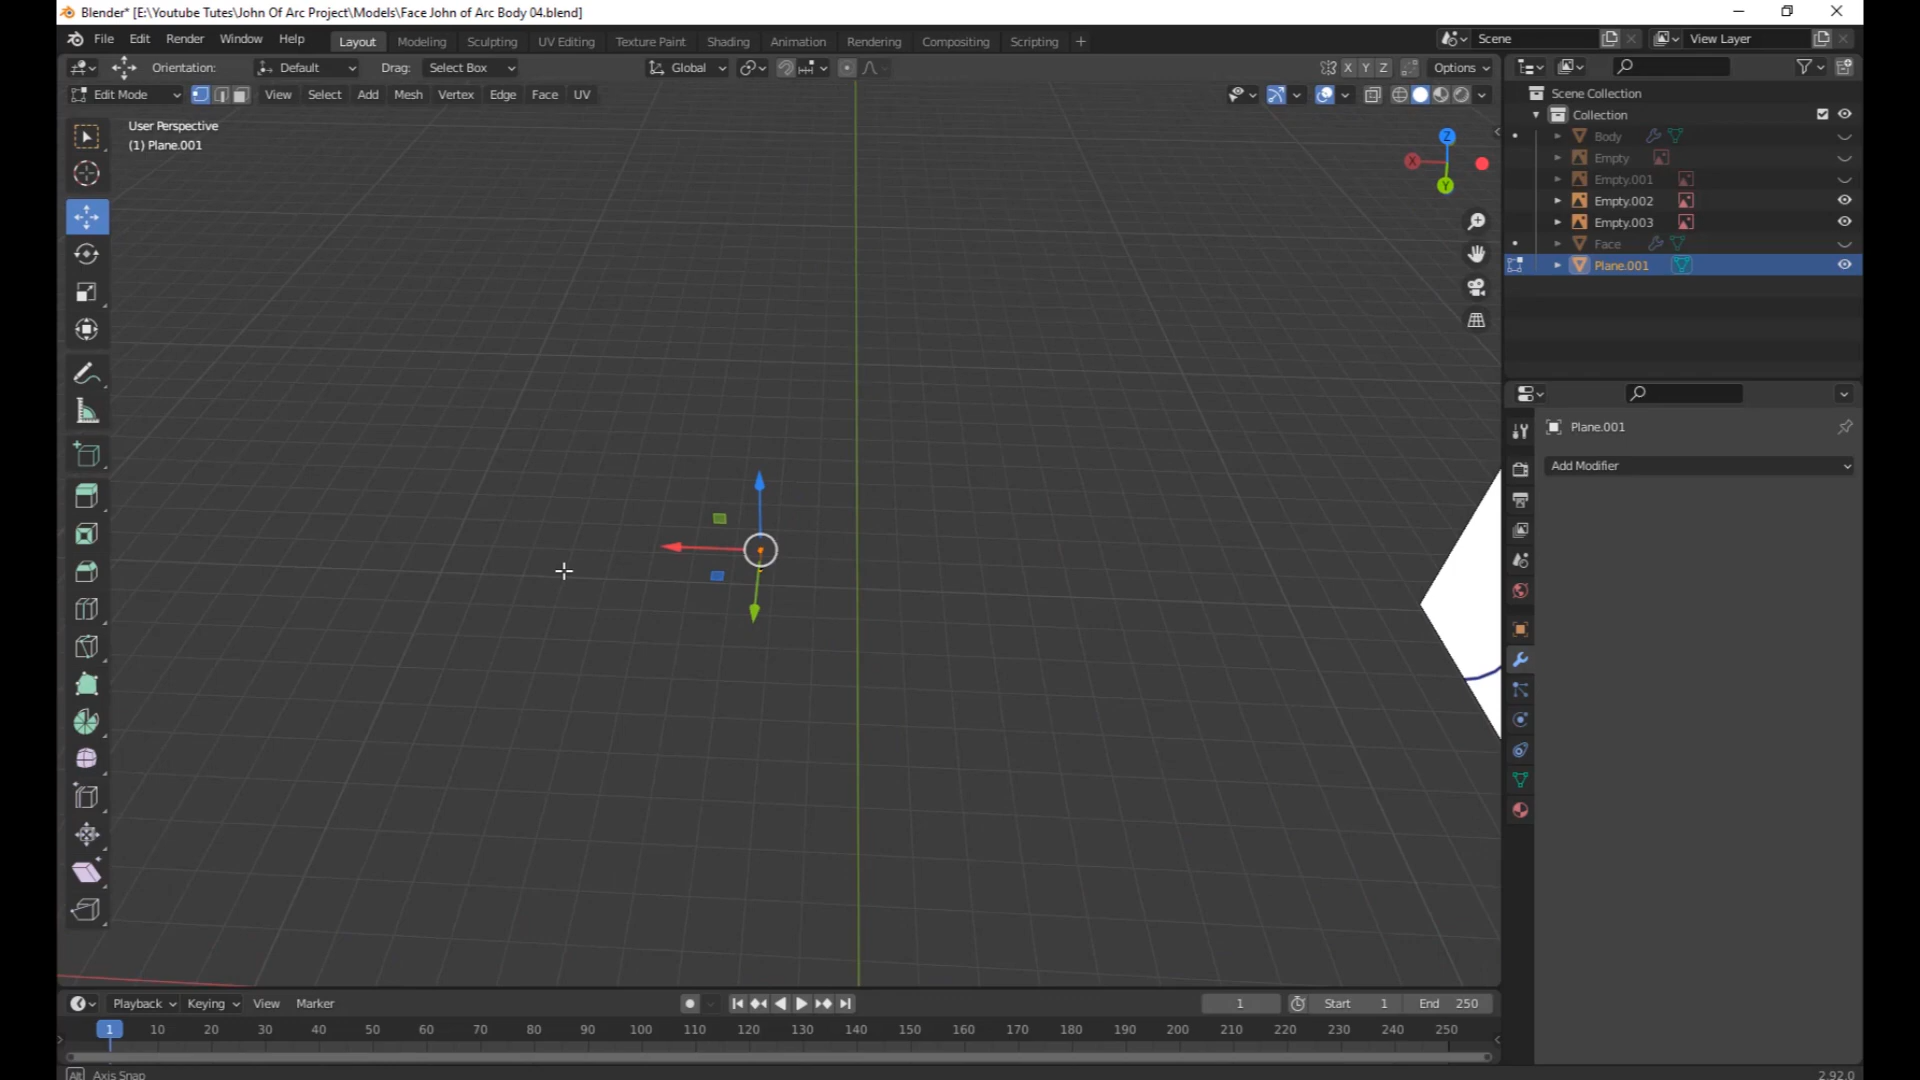 Blender* [E:\Youtube Tutes\John Of Arc Project\Models\Face John of Arc Body 04.blend]
File Edit Render Window Help Layout Modeling Sculpting UV Editing Texture Paint Shading Animation Rendering Compositing Scripting + Scene View Layer
Orientation: Default Drag: Select Box Global X Y Z Options
Edit Mode View Select Add Mesh Vertex Edge Face UV
Scene Collection
Collection
Body
Empty
Empty.001
Empty.002
Empty.003
Face
Plane.001
User Perspective
(1) Plane.001
Z
X
Y
Plane.001
Add Modifier
Playback Keying View Marker 1 Start 1 End 250
1 10 20 30 40 50 60 70 80 90 100 110 120 130 140 150 160 170 180 190 200 210 220 230 240 250
Alt Axis Snap 2.92.0